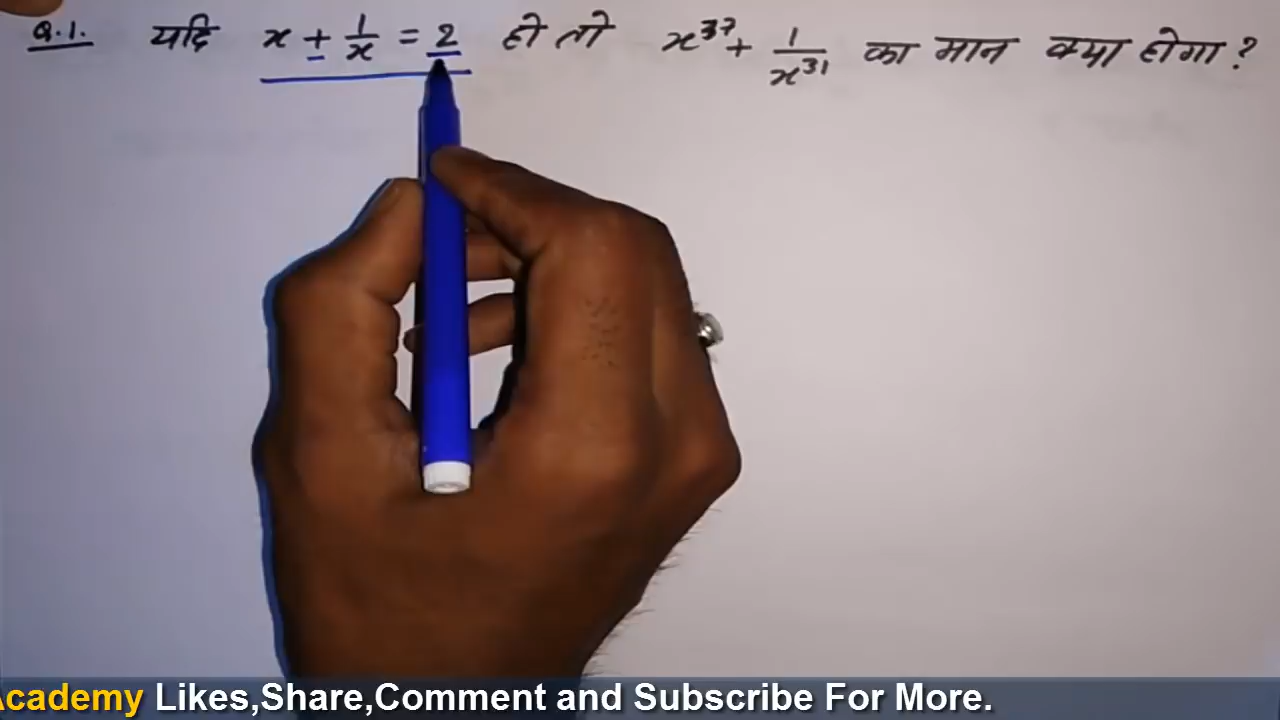 Q.1. यदि x + 1/x = 2 हो तो x³⁷ + 1/x³¹ का मान क्या होगा ?
Academy Likes,Share,Comment and Subscribe For More.